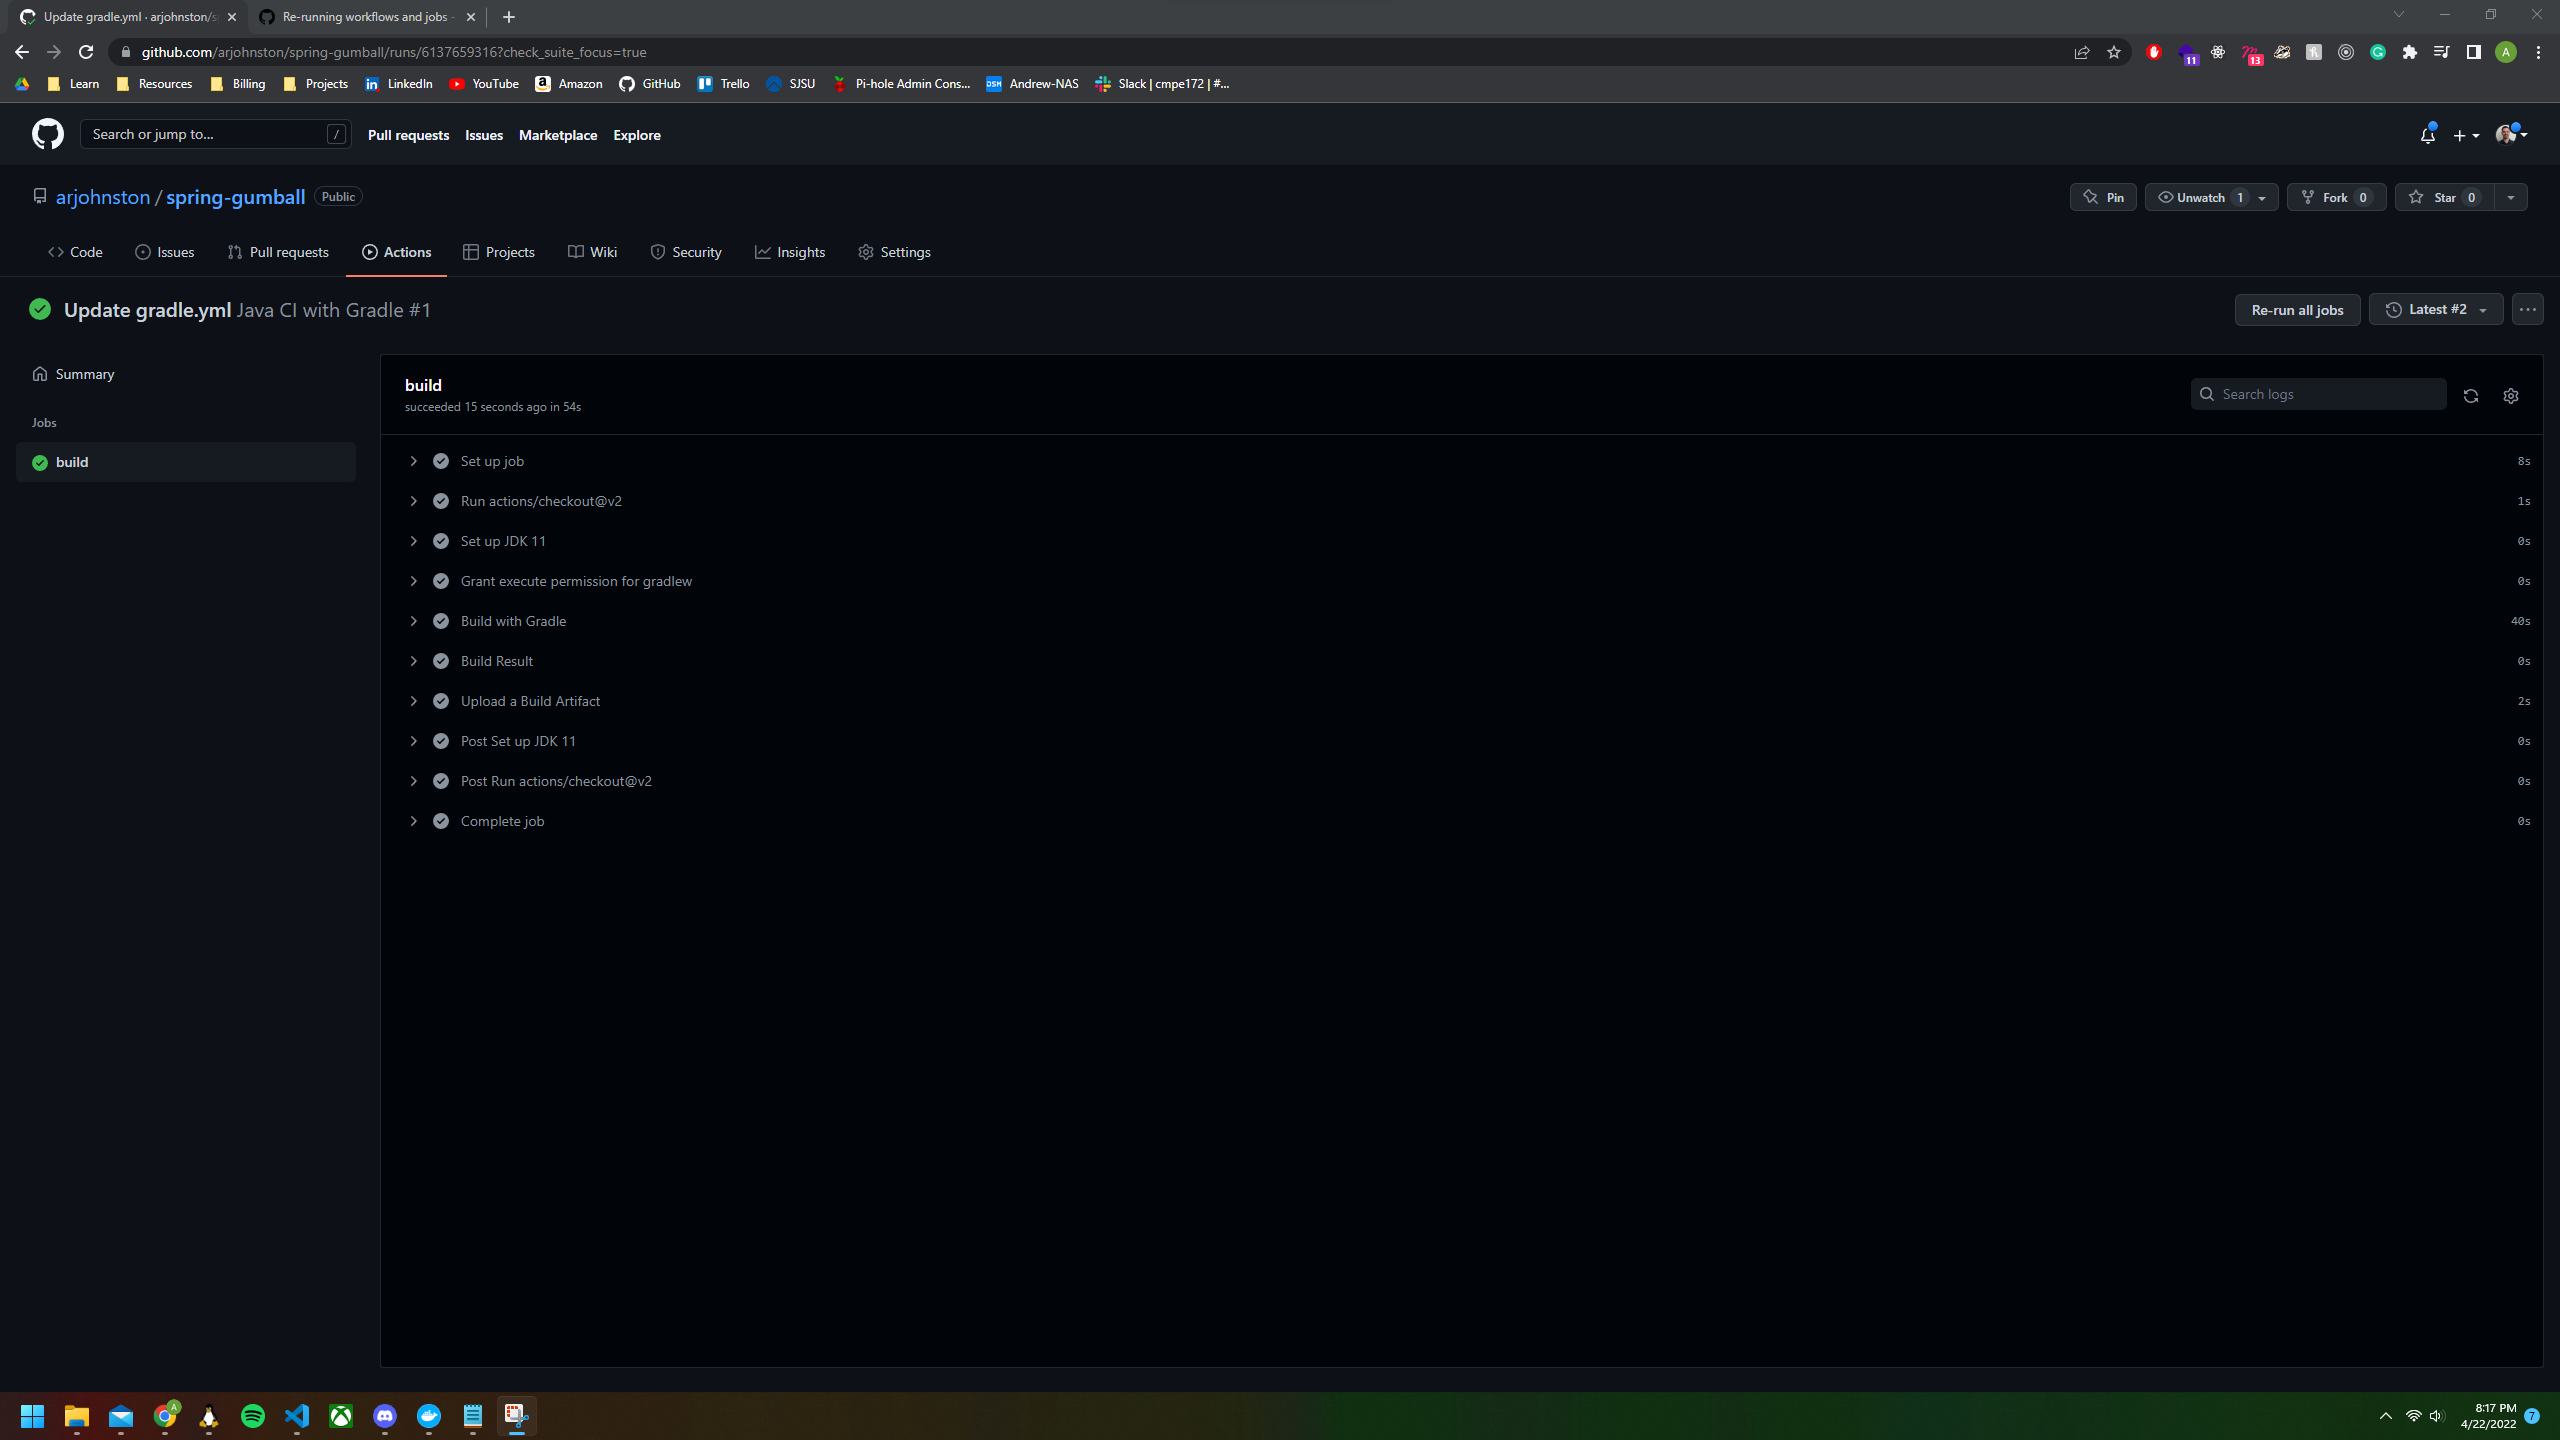 Update gradle.yml · arjohnston/s
Re-running workflows and jobs -
github.com/arjohnston/spring-gumball/runs/6137659316?check_suite_focus=true
11
13
A
Learn
Resources
Billing
Projects
LinkedIn
YouTube
Amazon
GitHub
Trello
SJSU
Pi-hole Admin Cons...
Andrew-NAS
Slack | cmpe172 | #...
Search or jump to...
/
Pull requests
Issues
Marketplace
Explore
arjohnston / spring-gumball
Public
Pin
Unwatch 1
Fork 0
Star 0
Code
Issues
Pull requests
Actions
Projects
Wiki
Security
Insights
Settings
Update gradle.yml Java CI with Gradle #1
Re-run all jobs
Latest #2
Summary
Jobs
build
build
succeeded 15 seconds ago in 54s
Search logs
Set up job 8s
Run actions/checkout@v2 1s
Set up JDK 11 0s
Grant execute permission for gradlew 0s
Build with Gradle 40s
Build Result 0s
Upload a Build Artifact 2s
Post Set up JDK 11 0s
Post Run actions/checkout@v2 0s
Complete job 0s
8:17 PM
4/22/2022
7